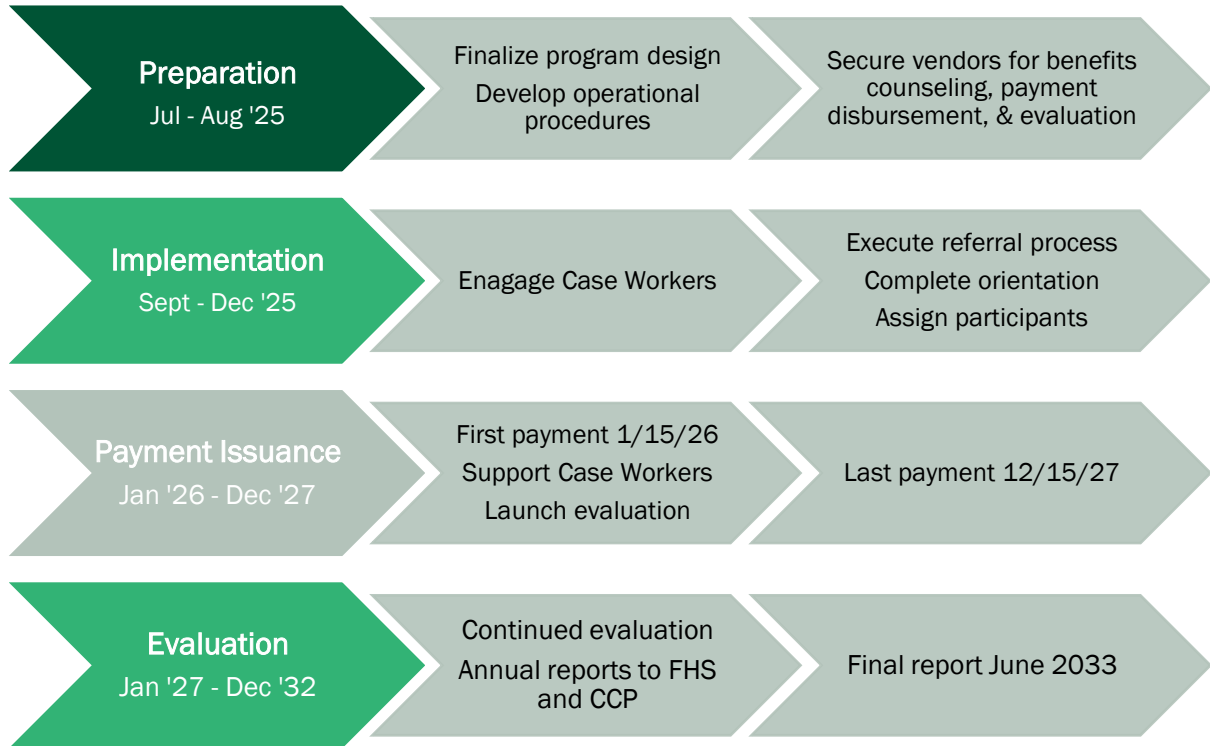 Preparation
Jul - Aug '25
Finalize program design
Develop operational
procedures
Secure vendors for benefits
counseling, payment
disbursement, & evaluation
Implementation
Sept - Dec '25
Enagage Case Workers
Execute referral process
Complete orientation
Assign participants
Payment Issuance
Jan '26 - Dec '27
First payment 1/15/26
Support Case Workers
Launch evaluation
Last payment 12/15/27
Evaluation
Jan '27 - Dec '32
Continued evaluation
Annual reports to FHS
and CCP
Final report June 2033